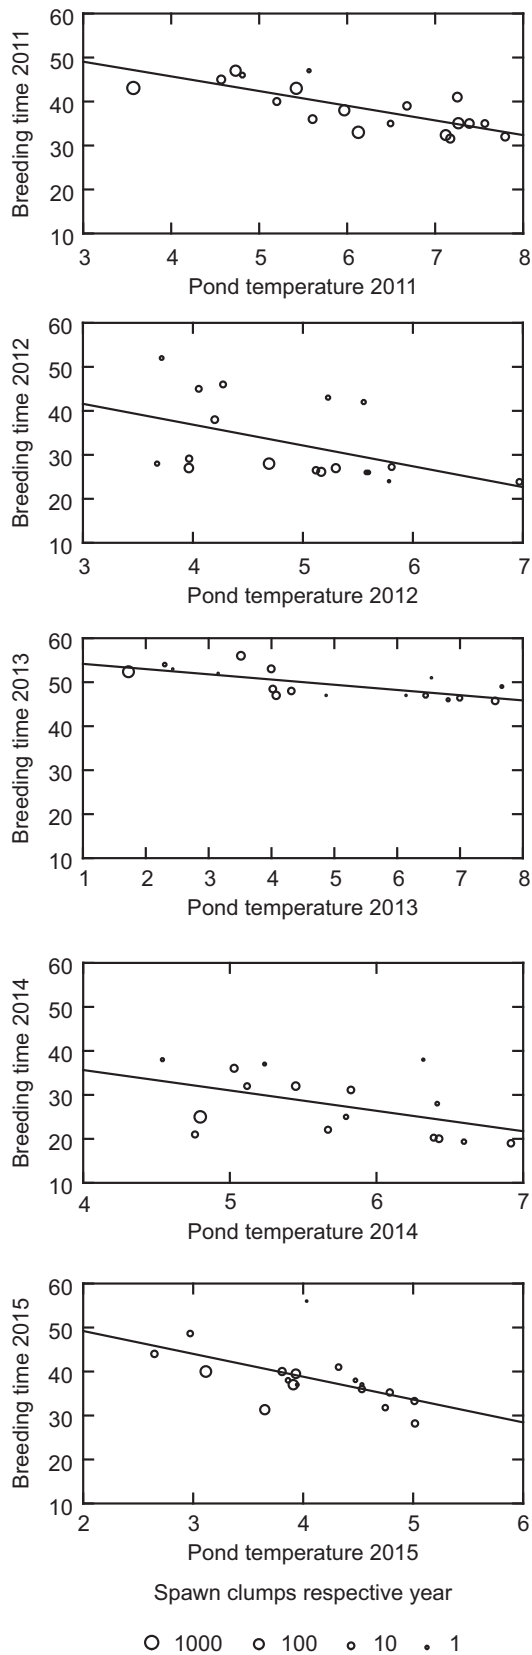 60
50
40
30
20
10
Breeding time 2011
3 4 5 6 7 8
Pond temperature 2011
60
50
40
30
20
10
Breeding time 2012
3 4 5 6 7
Pond temperature 2012
60
50
40
30
20
10
Breeding time 2013
1 2 3 4 5 6 7 8
Pond temperature 2013
60
50
40
30
20
10
Breeding time 2014
4 5 6 7
Pond temperature 2014
60
50
40
30
20
10
Breeding time 2015
2 3 4 5 6
Pond temperature 2015
Spawn clumps respective year
1000 100 10 1